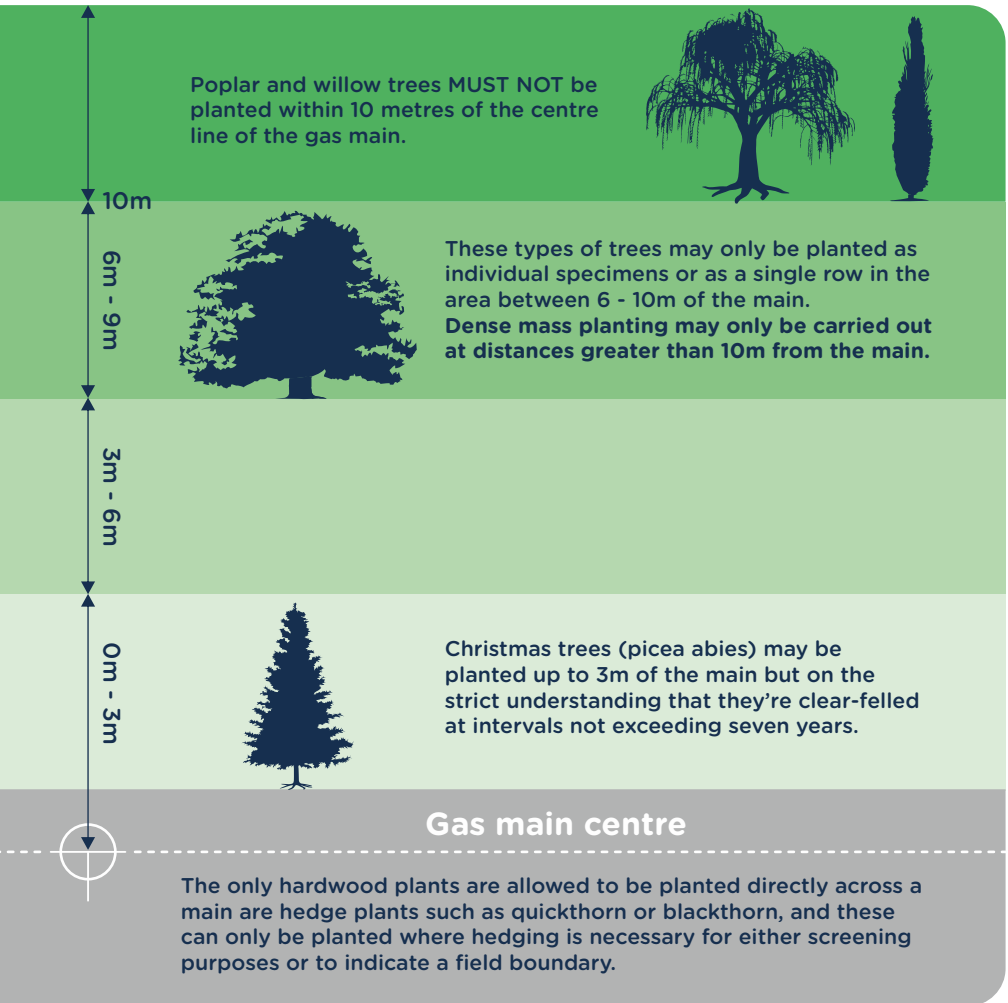 Poplar and willow trees MUST NOT be
planted within 10 metres of the centre
line of the gas main.
10m
6m - 9m
These types of trees may only be planted as
individual specimens or as a single row in the
area between 6 - 10m of the main.
Dense mass planting may only be carried out
at distances greater than 10m from the main.
3m - 6m
0m - 3m
Christmas trees (picea abies) may be
planted up to 3m of the main but on the
strict understanding that they're clear-felled
at intervals not exceeding seven years.
Gas main centre
The only hardwood plants are allowed to be planted directly across a
main are hedge plants such as quickthorn or blackthorn, and these
can only be planted where hedging is necessary for either screening
purposes or to indicate a field boundary.